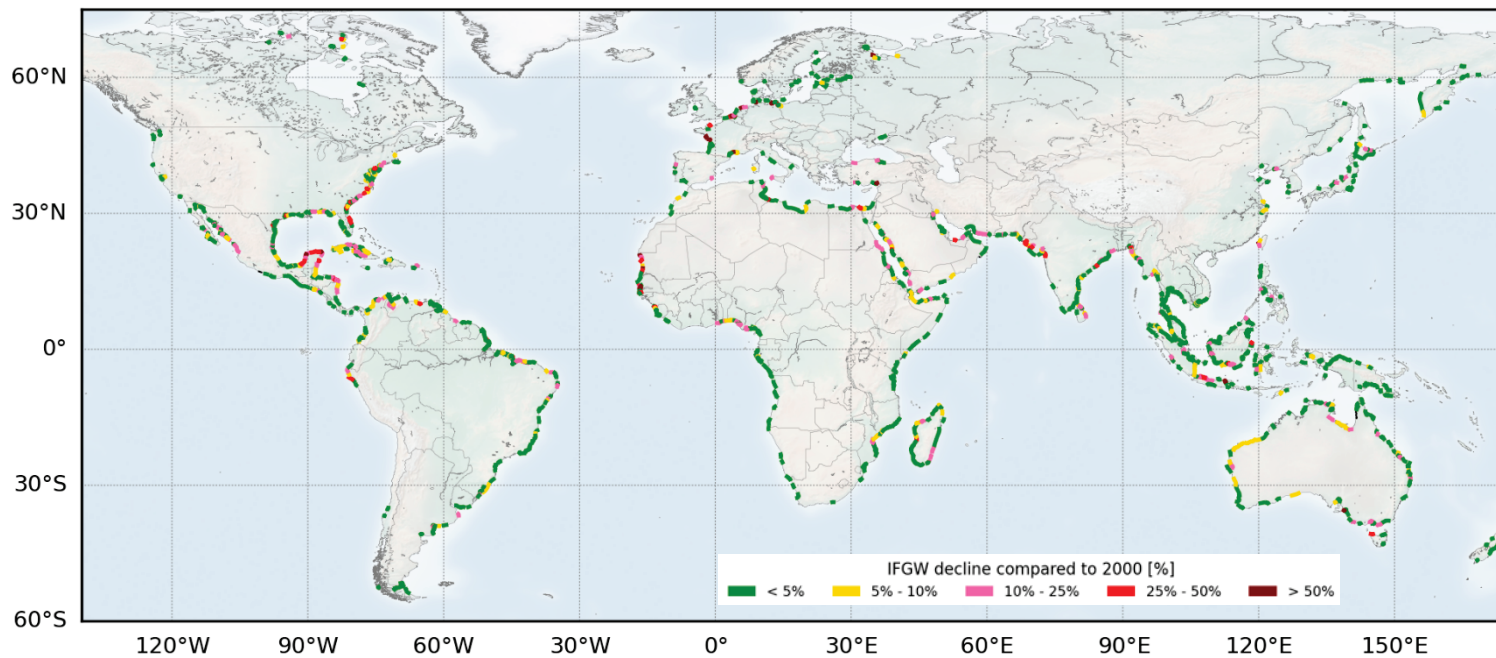 60°N
30°N
0°
30°S
60°S
IFGW decline compared to 2000 [%]
< 5% 5% - 10% 10% - 25% 25% - 50% > 50%
120°W 90°W 60°W 30°W 0° 30°E 60°E 90°E 120°E 150°E